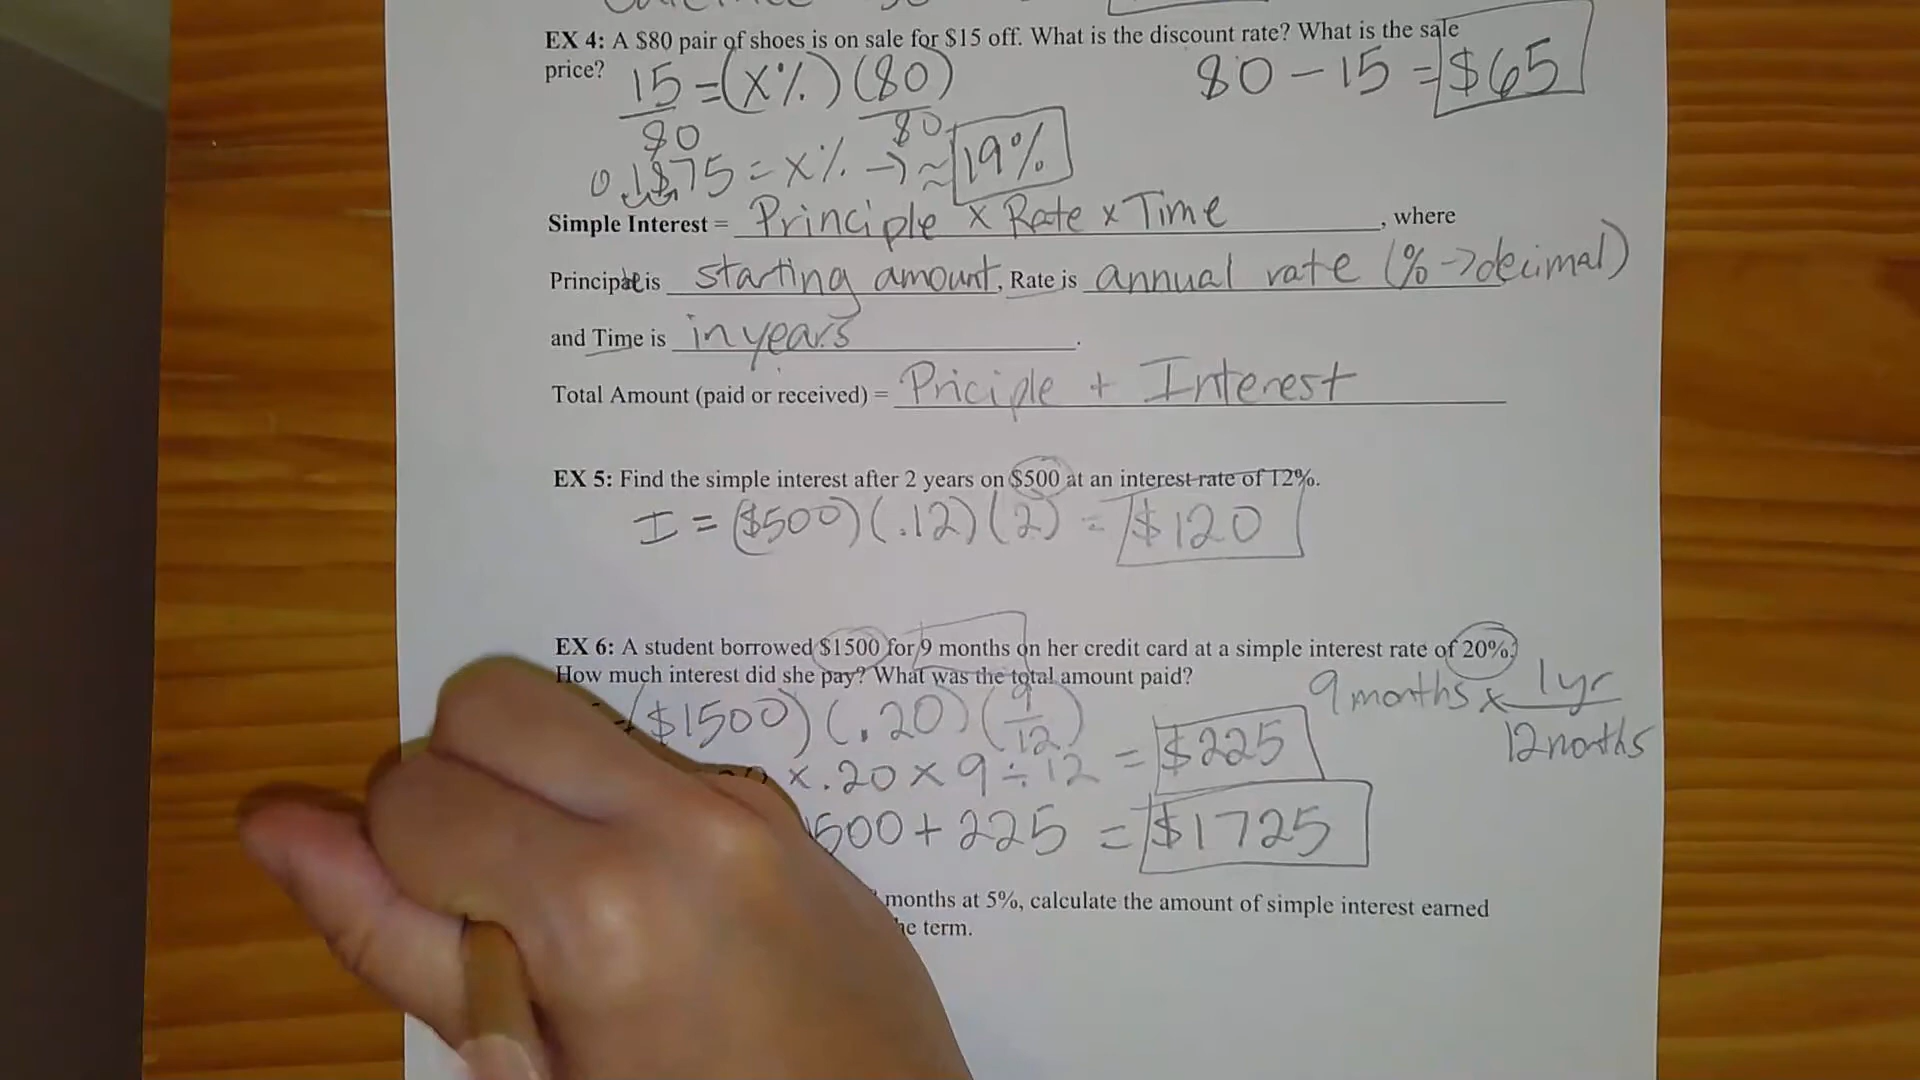 EX 4: A $80 pair of shoes is on sale for $15 off. What is the discount rate? What is the sale
price?
15 = (x%) (80)
80 80
80 - 15 = $65
0.1875 = x% → ≈ 19%
Simple Interest = Principle x Rate x Time, where
Principle is starting amount, Rate is annual rate (% → decimal)
and Time is in years.
Total Amount (paid or received) = Priciple + Interest
EX 5: Find the simple interest after 2 years on $500 at an interest rate of 12%.
I = ($500)(.12)(2) = $120
EX 6: A student borrowed $1500 for 9 months on her credit card at a simple interest rate of 20%.
How much interest did she pay? What was the total amount paid?
9 months x 1yr
12 months
= ($1500) (.20) (9/12)
x .20 x 9 ÷ 12 = $225
500 + 225 = $1725
months at 5%, calculate the amount of simple interest earned
term.